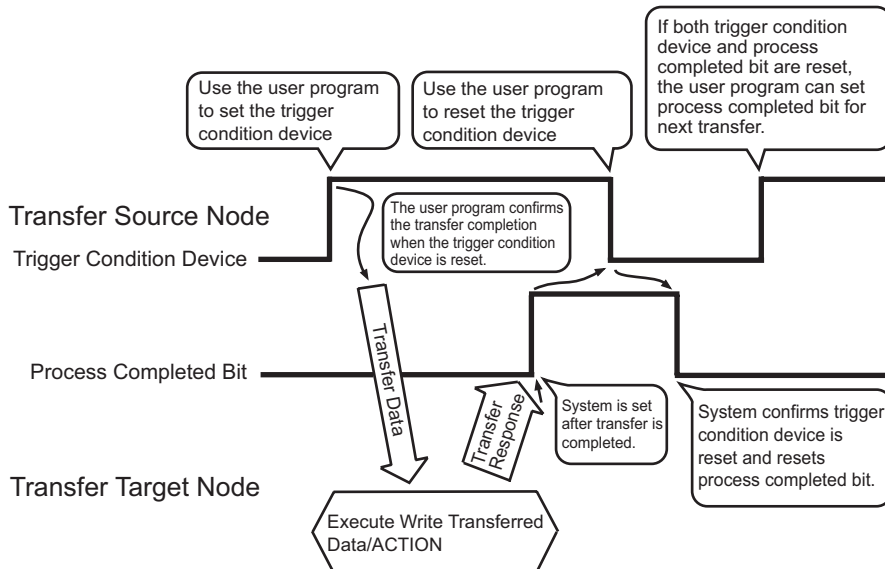 If both trigger condition
device and process
completed bit are reset,
the user program can set
process completed bit for
next transfer.
Use the user program
to set the trigger
condition device
Use the user program
to reset the trigger
condition device
Transfer Source Node
Trigger Condition Device
The user program confirms
the transfer completion
when the trigger condition
device is reset.
Transfer Data
Process Completed Bit
Transfer
Response
System is set
after transfer is
completed.
System confirms trigger
condition device is
reset and resets
process completed bit.
Transfer Target Node
Execute Write Transferred
Data/ACTION